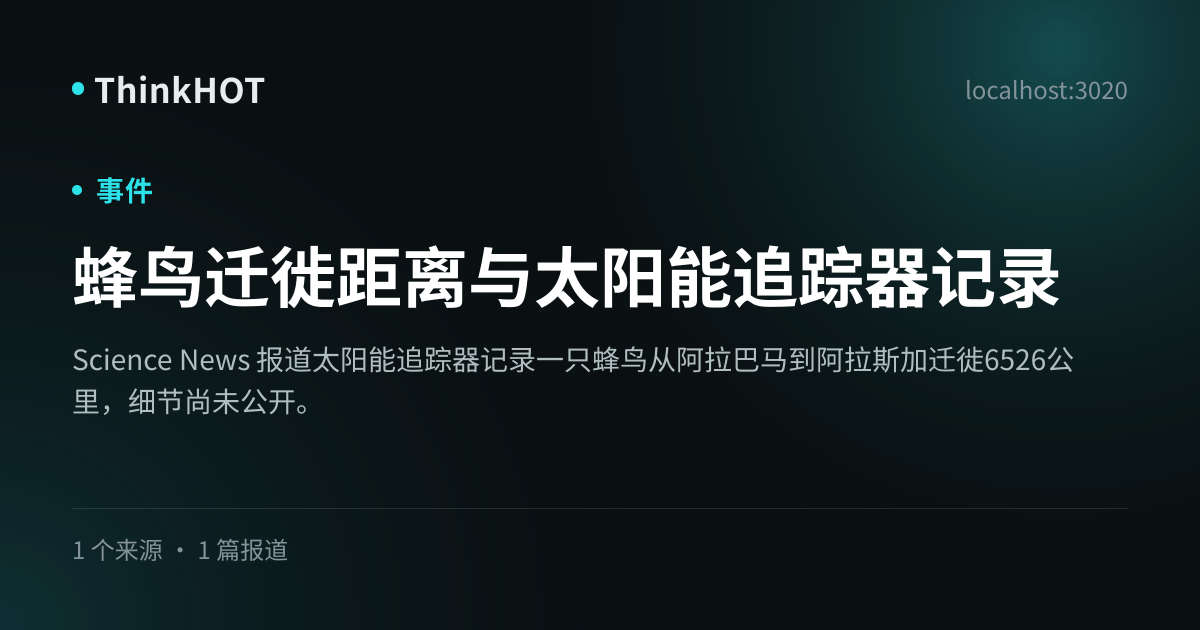 ThinkHOT
localhost:3020
事件
蜂鸟迁徙距离与太阳能追踪器记录
Science News 报道太阳能追踪器记录一只蜂鸟从阿拉巴马到阿拉斯加迁徙6526公
里，细节尚未公开。
1 个来源 · 1 篇报道